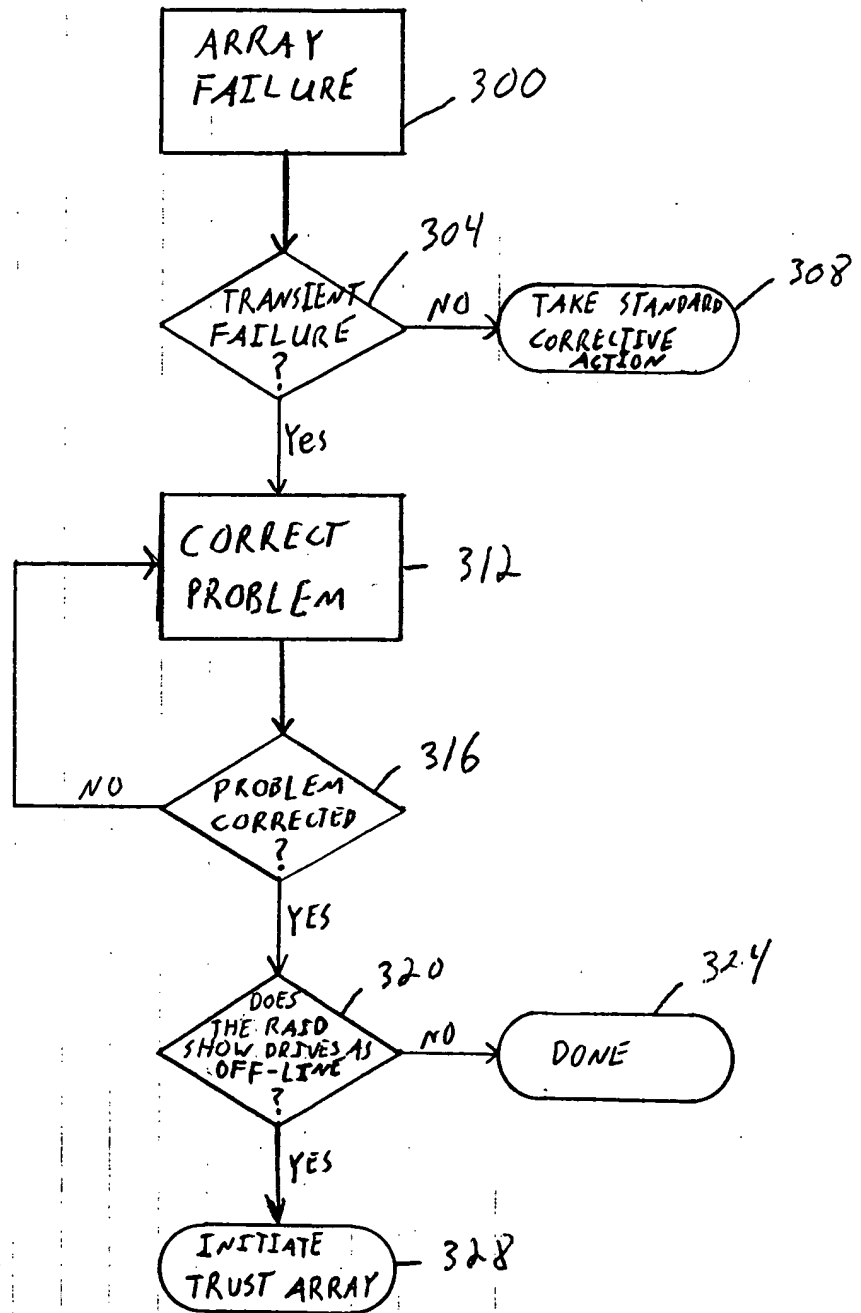 ARRAY
FAILURE
300
304
TRANSIENT
FAILURE
?
NO
TAKE STANDARD
CORRECTIVE
ACTION
308
Yes
CORRECT
PROBLEM
312
316
PROBLEM
CORRECTED
?
NO
YES
320
DOES
THE RAID
SHOW DRIVES AS
OFF-LINE
?
NO
DONE
324
YES
INITIATE
TRUST ARRAY
328